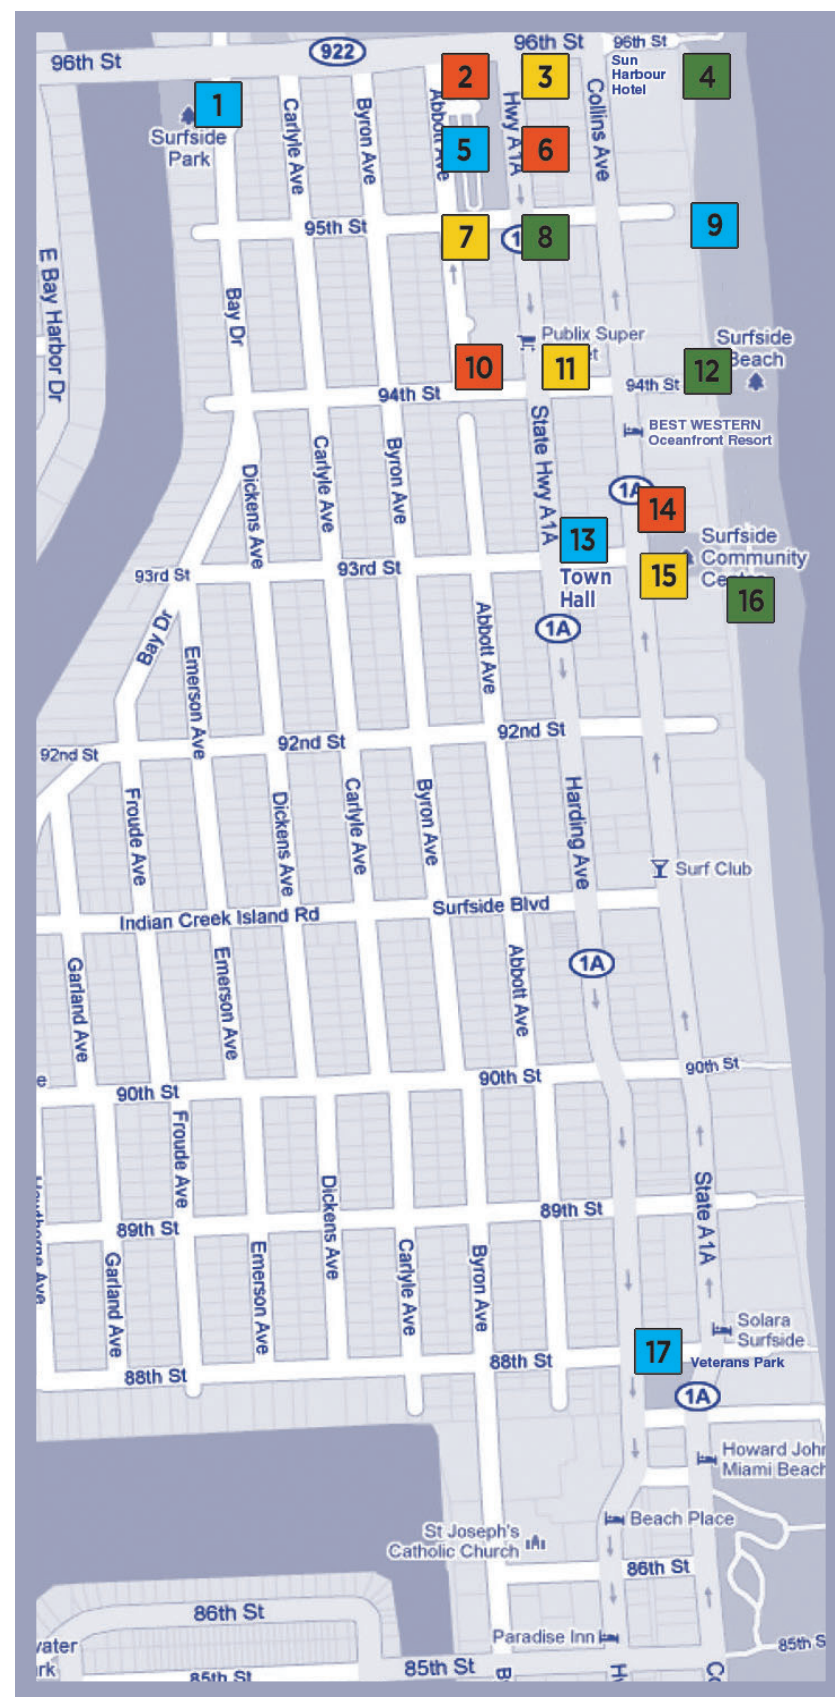 96th St
922
96th St
96th St
Sun
Harbour
Hotel
1
2
3
4
Surfside
Park
Carlyle Ave
Byron Ave
Abbott Ave
Hwy A1A
Collins Ave
5
6
95th St
7
8
9
E Bay Harbor Dr
Bay Dr
Publix Super
Surfside
Beach
10
11
12
94th St
94th St
BEST WESTERN
Oceanfront Resort
Dickens Ave
Carlyle Ave
Byron Ave
State Hwy A1A
1A
14
13
Surfside
Community
15
16
93rd St
93rd St
Town
Hall
1A
Bay Dr
Emerson Ave
Abbott Ave
92nd St
92nd St
92nd St
Froude Ave
Dickens Ave
Carlyle Ave
Byron Ave
Harding Ave
Surf Club
Indian Creek Island Rd
Surfside Blvd
Garland Ave
Emerson Ave
Abbott Ave
1A
e
90th St
90th St
90th St
Froude Ave
Dickens Ave
State A1A
89th St
89th St
Garland Ave
Emerson Ave
Carlyle Ave
Byron Ave
17
Solara
Surfside
88th St
88th St
Veterans Park
1A
Howard John
Miami Beach
Beach Place
St Joseph's
Catholic Church
86th St
86th St
Paradise Inn
85th S
vater
rk
85th St
85th St
B
H
Co